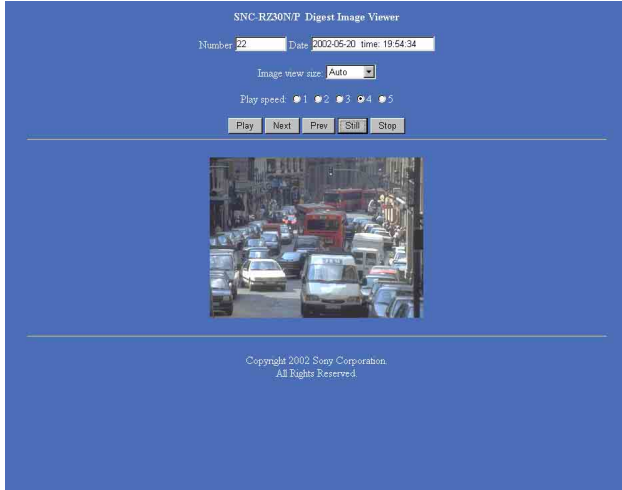 SNC-RZ30N/P Digest Image Viewer
Number 22 Date 2002-05-20 time: 19:54:34
Image view size: Auto
Play speed: 1 2 3 4 5
Play Next Prev Still Stop
Copyright 2002 Sony Corporation.
All Rights Reserved.